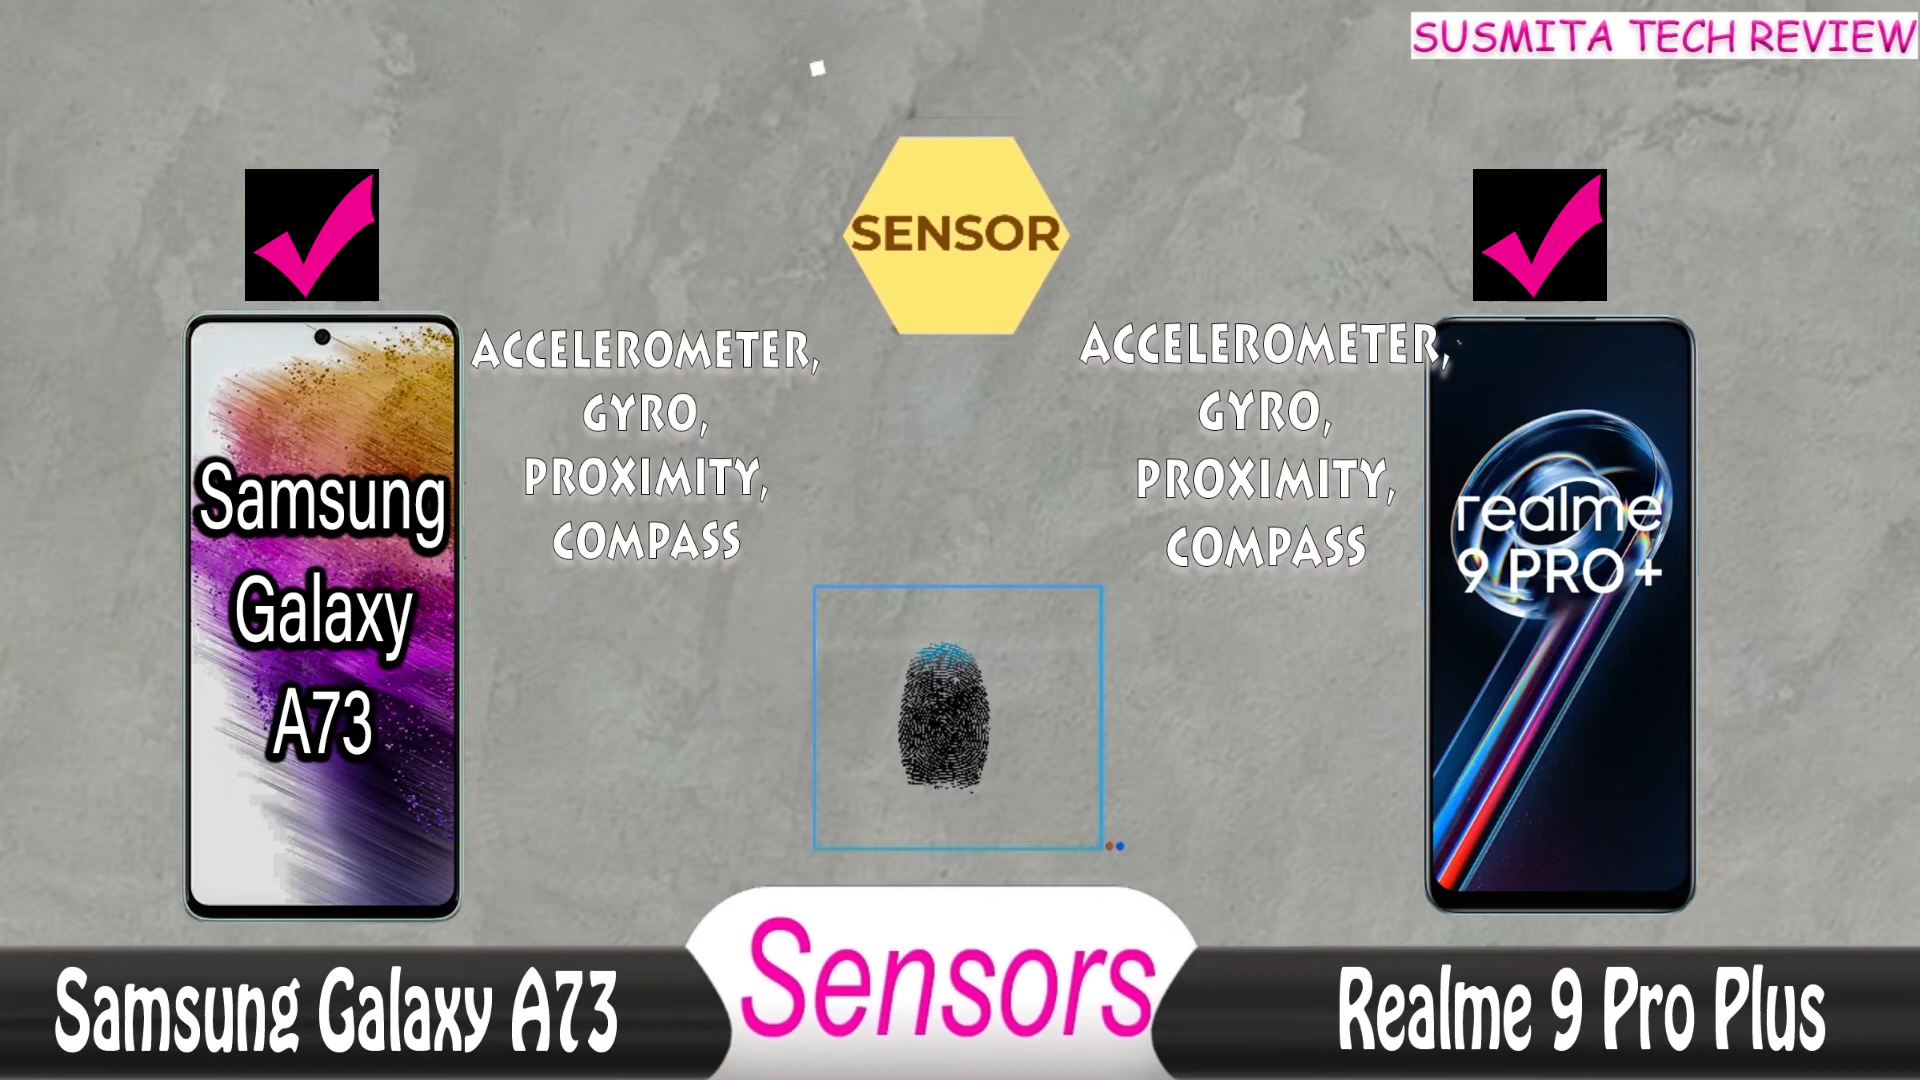 SUSMITA TECH REVIEW
SENSOR
ACCELEROMETER,
GYRO,
PROXIMITY,
COMPASS
ACCELEROMETER,
GYRO,
PROXIMITY,
COMPASS
Samsung
Galaxy
A73
realme
9 PRO+
Samsung Galaxy A73
Sensors
Realme 9 Pro Plus